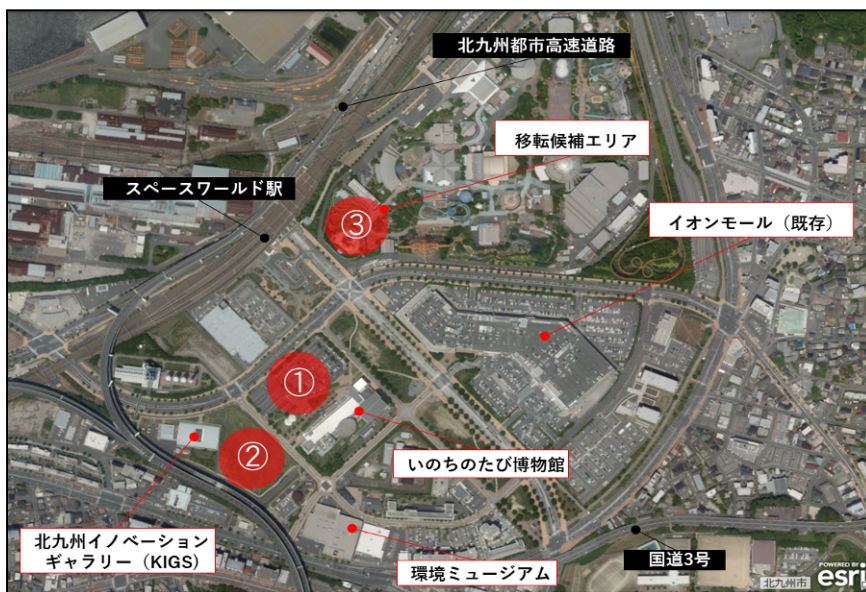 北九州都市高速道路
移転候補エリア
スペースワールド駅
③
イオンモール（既存）
①
②
いのちのたび博物館
北九州イノベーション
ギャラリー（KIGS）
環境ミュージアム
国道3号
北九州市
POWERED BY
esri